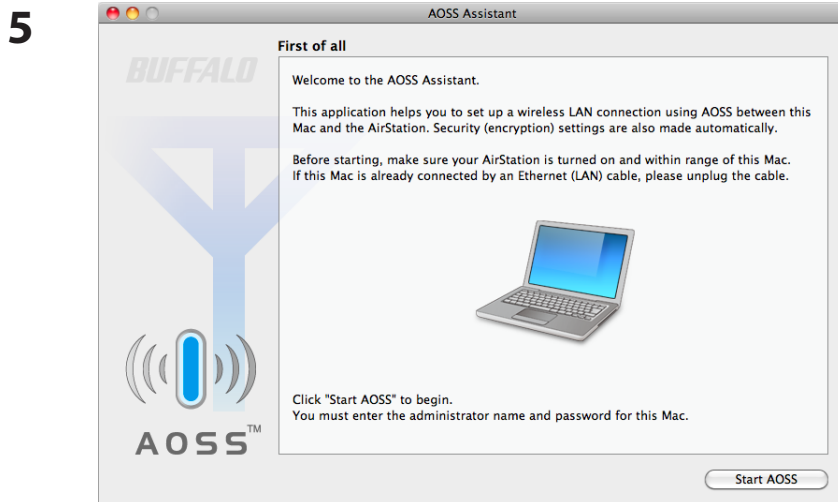 5
AOSS Assistant
First of all
BUFFALO
Welcome to the AOSS Assistant.
This application helps you to set up a wireless LAN connection using AOSS between this
Mac and the AirStation. Security (encryption) settings are also made automatically.
Before starting, make sure your AirStation is turned on and within range of this Mac.
If this Mac is already connected by an Ethernet (LAN) cable, please unplug the cable.
Click "Start AOSS" to begin.
You must enter the administrator name and password for this Mac.
AOSS™
Start AOSS